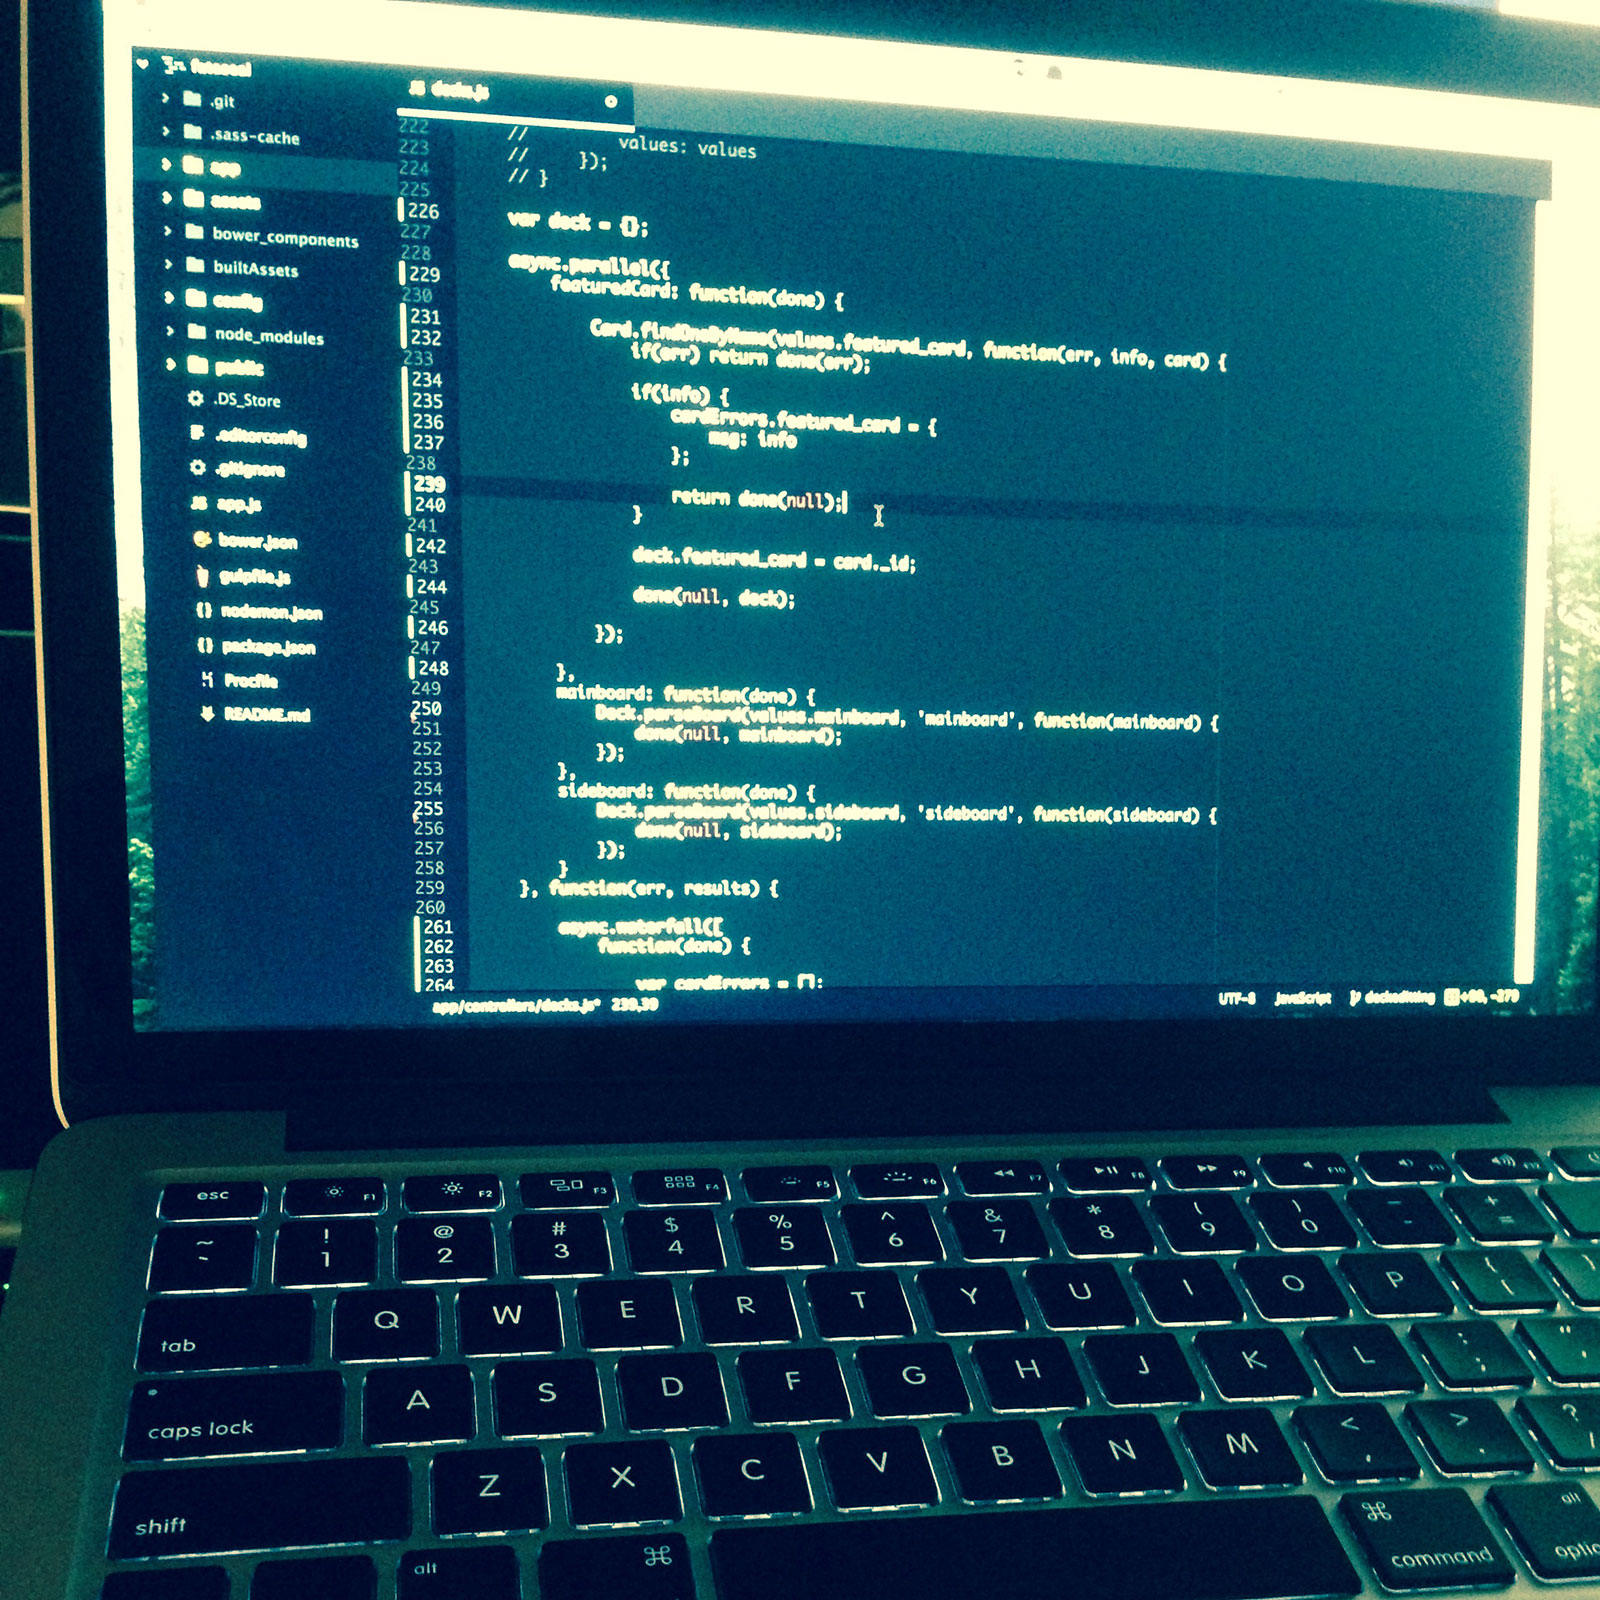 .git
.sass-cache
app
assets
bower_components
builtAssets
config
node_modules
public
.DS_Store
.editorconfig
.gitignore
app.js
bower.json
gulpfile.js
nodemon.json
package.json
Procfile
README.md
decks.js
222 //             values: values
223 //     });
224 // }
225
226 var deck = {};
227
228
229 async.parallel({
230 featuredCard: function(done) {
231
232 Card.findOneByName(values.featured_card, function(err, info, card) {
233 if(err) return done(err);
234
235 if(info) {
236 cardErrors.featured_card = {
237 msg: info
238 };
239
240 return done(null);
241 }
242
243 deck.featured_card = card._id;
244
245 done(null, deck);
246
247 });
248
249 },
250 mainboard: function(done) {
251 Deck.parseBoard(values.mainboard, 'mainboard', function(mainboard) {
252 done(null, mainboard);
253 });
254 },
255 sideboard: function(done) {
256 Deck.parseBoard(values.sideboard, 'sideboard', function(sideboard) {
257 done(null, sideboard);
258 });
259 }
260 }, function(err, results) {
261
262 async.waterfall([
263 function(done) {
264
var cardErrors = [];
app/controllers/decks.js* 239,39 UTF-8 JavaScript deckediting +90, -270
esc F1 F2 F3 F4 F5 F6 F7 F8 F9 F10 F11 F12
~ ` ! 1 @ 2 # 3 $ 4 % 5 ^ 6 & 7 * 8 ( 9 ) 0 _ - + =
tab Q W E R T Y U I O P { [
caps lock A S D F G H J K L : ; "
shift Z X C V B N M < , > . ? /
alt ⌘ ⌘ command alt